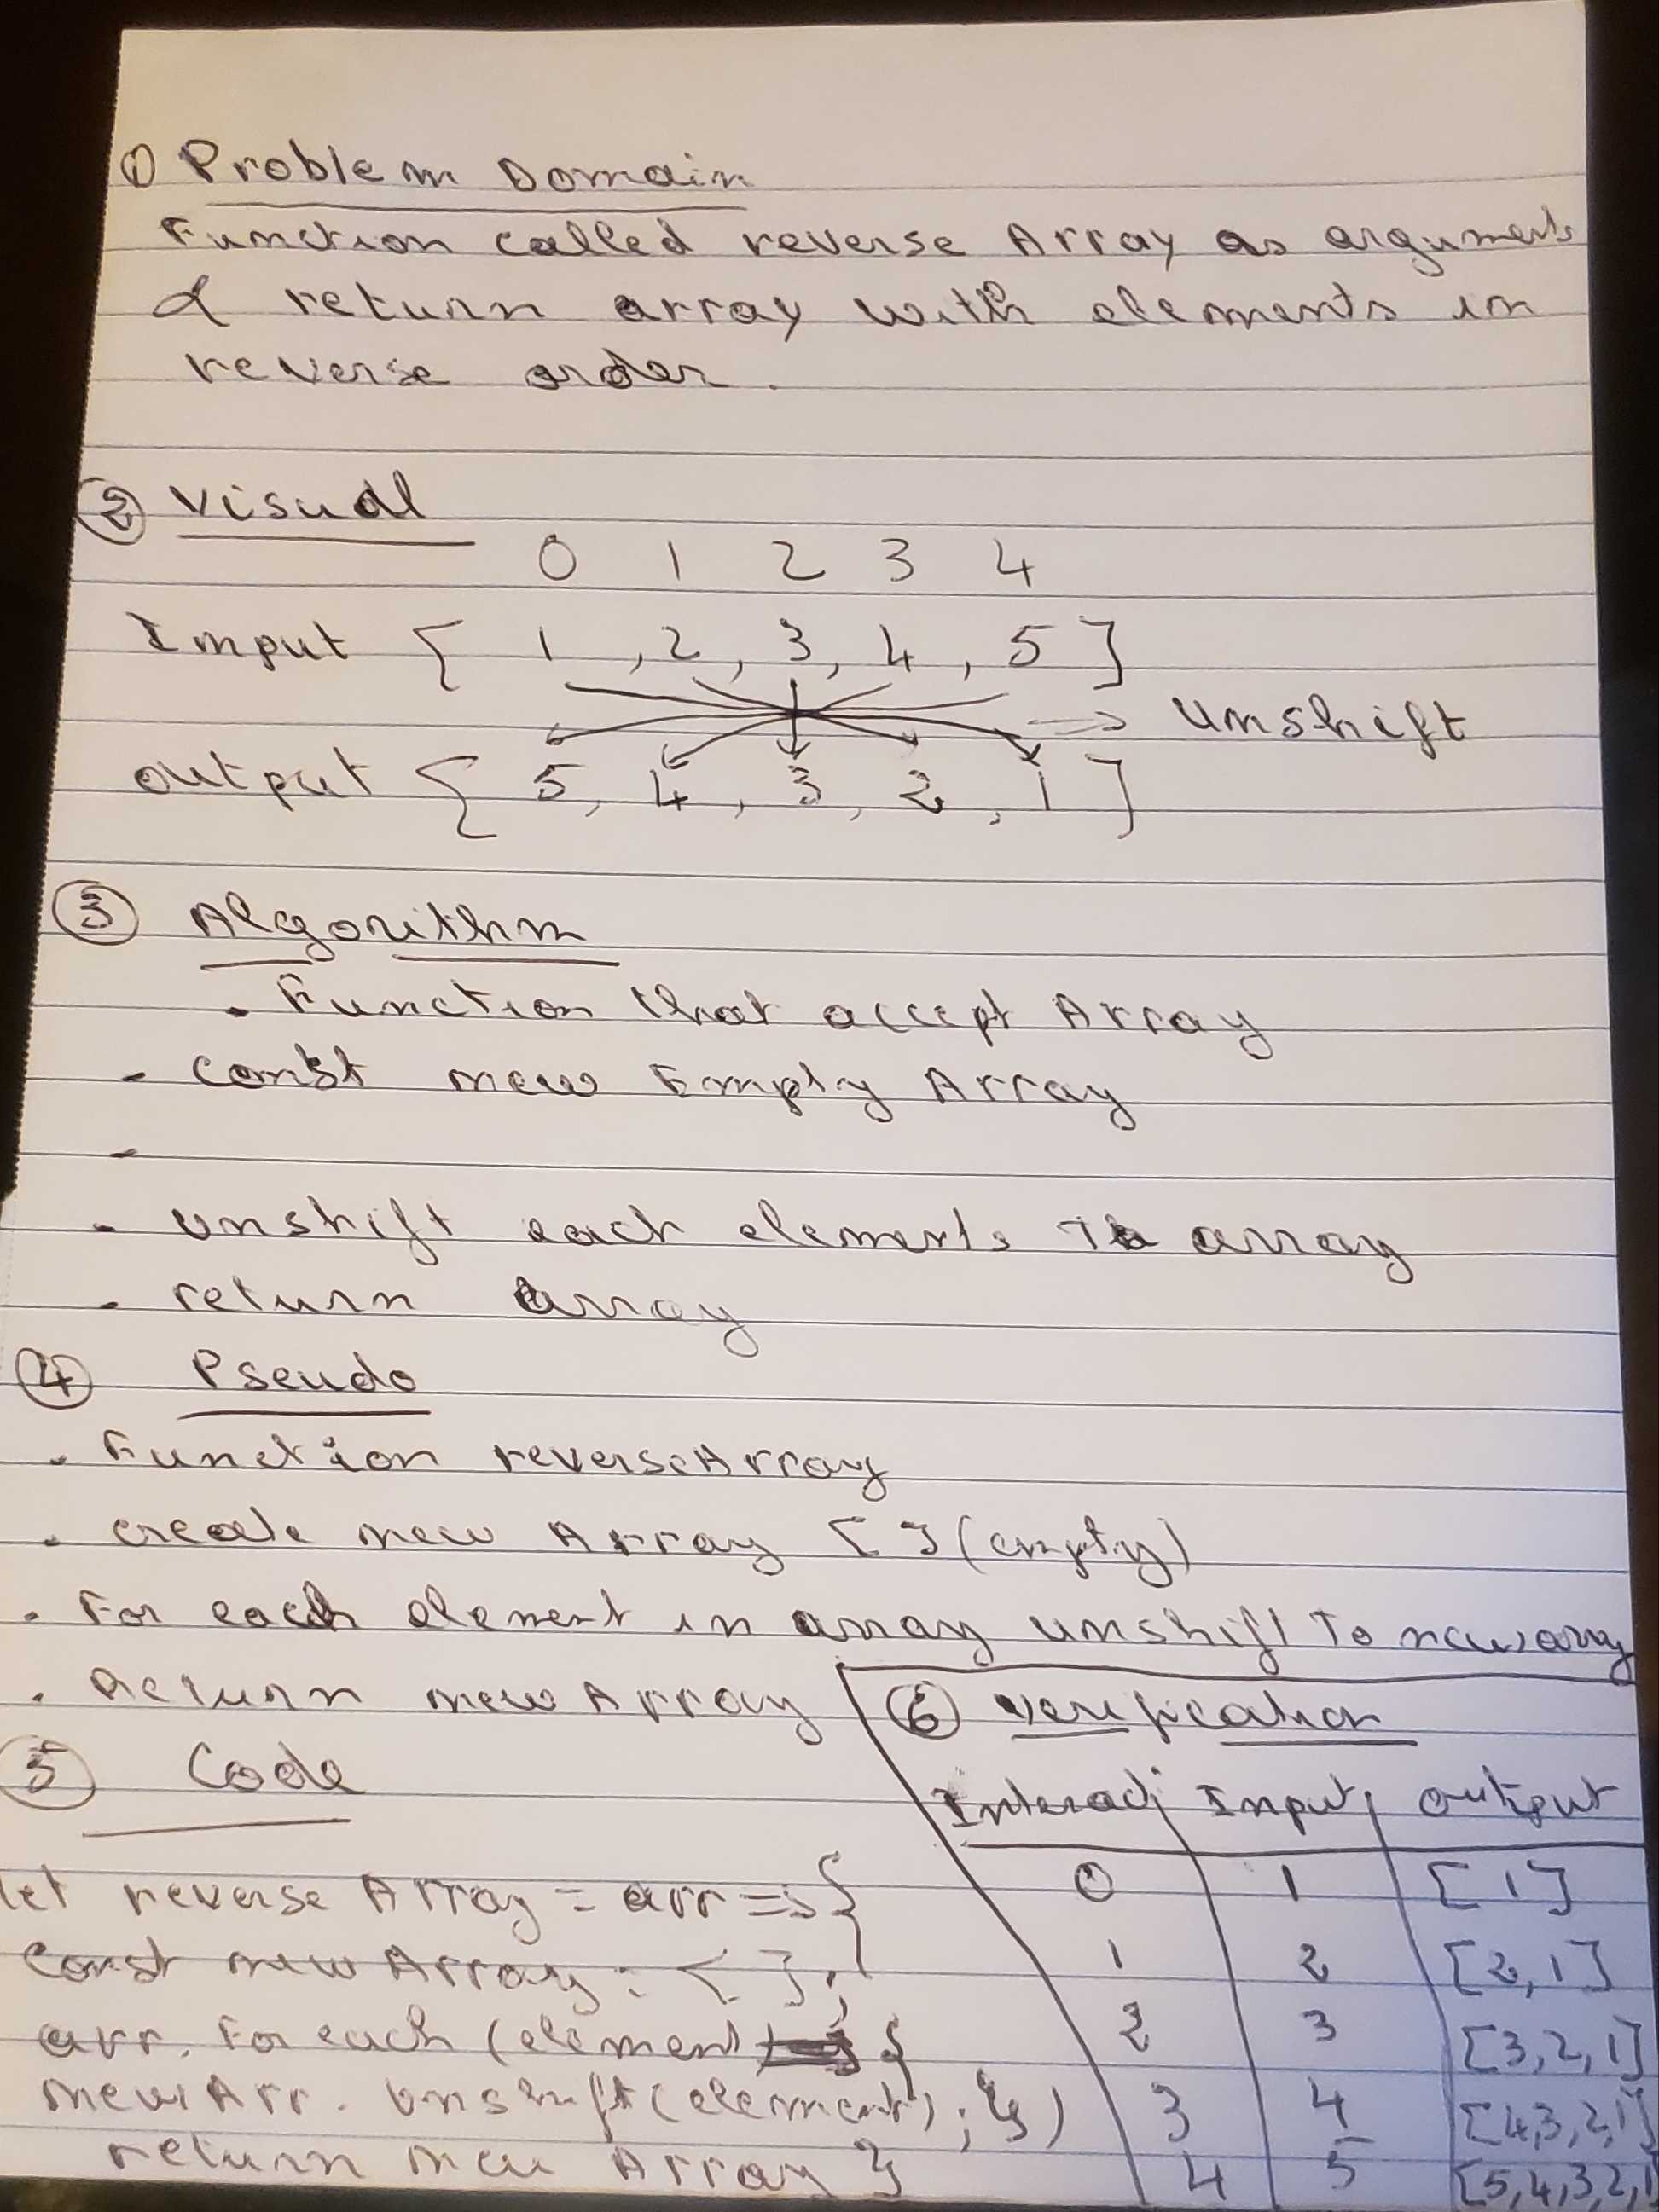 ① Problem Domain
Function called reverse Array as arguments
& return array with elements in
reverse order.
② Visual
0 1 2 3 4
Input [ 1, 2, 3, 4, 5 ]
=> unshift
output [ 5, 4, 3, 2, 1 ]
③ Algorithm
. Function that accept Array
- const new Empty Array
-
- unshift each elements to array
- return array
④ Pseudo
. Function reverseArray
. create new Array [ ] (empty)
. For each element in array unshift To newarray
. Return new Array
⑤ Code
let reverse Array = arr => {
const new Array = [ ];
arr. For each (element {
newArr. unshift(element); })
return new Array }
⑥ Verification
Input output
0 1 [1]
1 2 [2,1]
2 3 [3,2,1]
3 4 [4,3,2,1]
4 5 [5,4,3,2,1